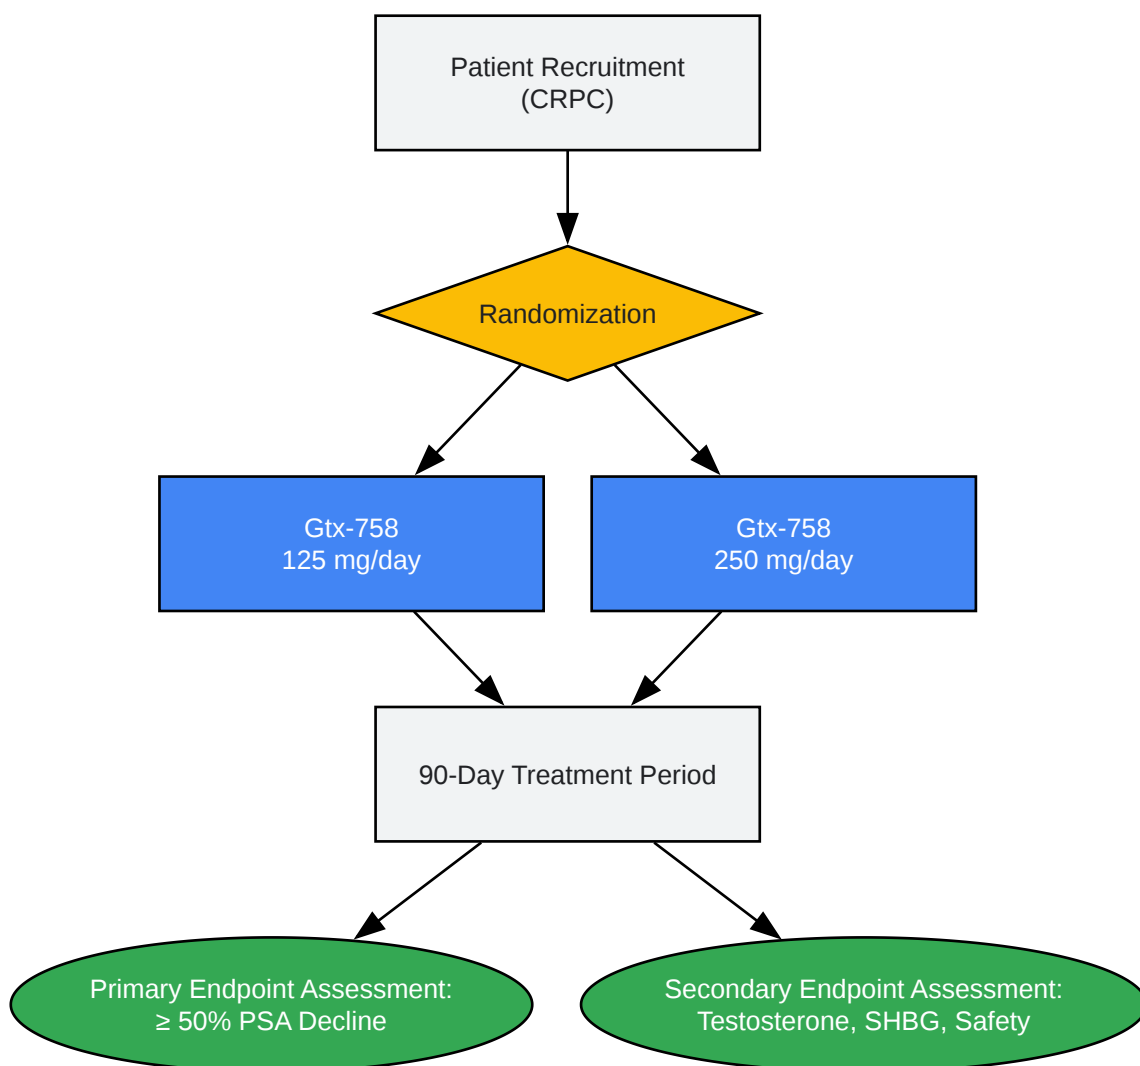 Patient Recruitment
(CRPC)
Randomization
Gtx-758
125 mg/day
Gtx-758
250 mg/day
90-Day Treatment Period
Primary Endpoint Assessment:
≥ 50% PSA Decline
Secondary Endpoint Assessment:
Testosterone, SHBG, Safety